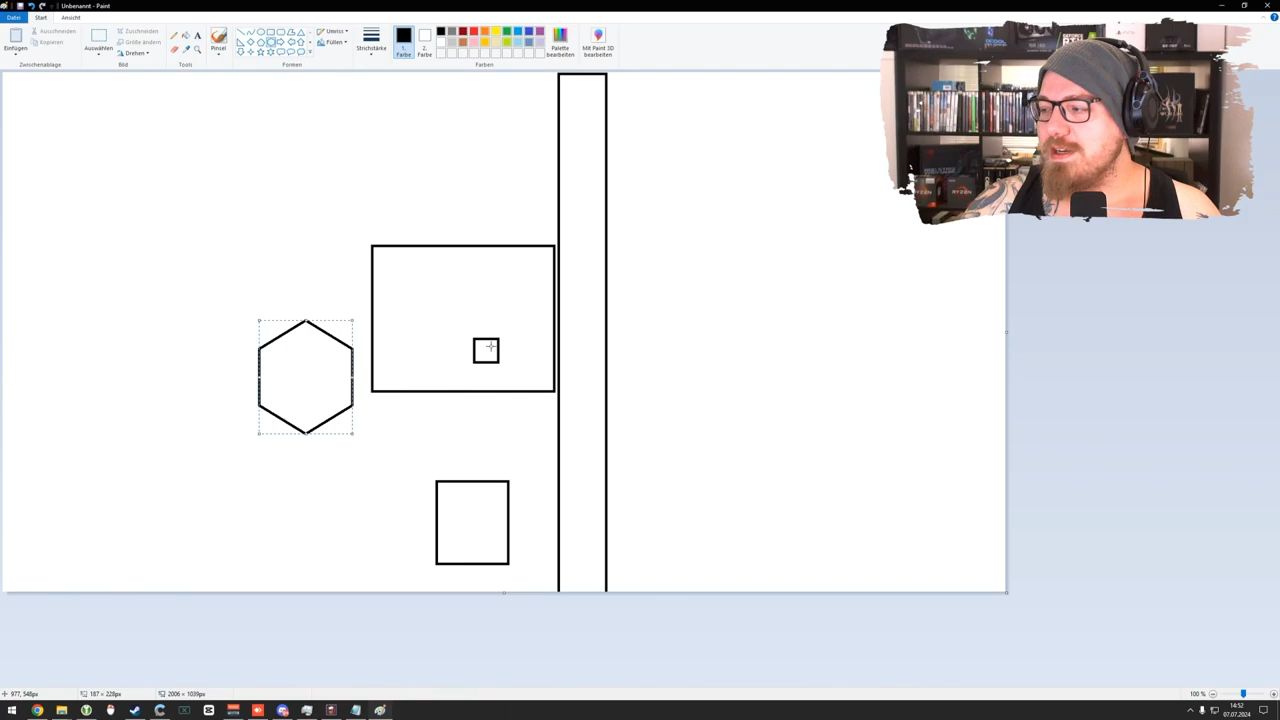 Unbenannt - Paint
Datei Start Ansicht
Einfügen
Ausschneiden
Kopieren
Zwischenablage
Auswählen
Zuschneiden
Größe ändern
Drehen
Bild
Tools
Pinsel
Formen
Umriss
Füllen
Strichstärke
1. Farbe
2. Farbe
Farben
Palette bearbeiten
Mit Paint 3D bearbeiten
GEFORCE
RYZEN
977, 548px 187 × 228px 2006 × 1039px 100 %
14:52
07.07.2024